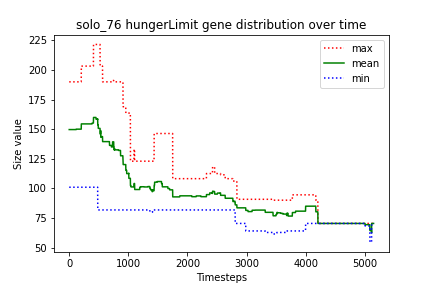 solo_76 hungerLimit gene distribution over time
225
200
175
150
125
100
75
50
Size value
max
mean
min
0 1000 2000 3000 4000 5000
Timesteps